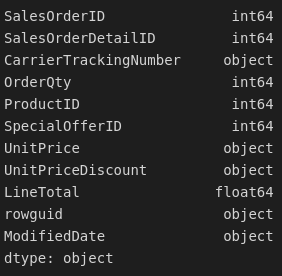 SalesOrderID int64
SalesOrderDetailID int64
CarrierTrackingNumber object
OrderQty int64
ProductID int64
SpecialOfferID int64
UnitPrice object
UnitPriceDiscount object
LineTotal float64
rowguid object
ModifiedDate object
dtype: object